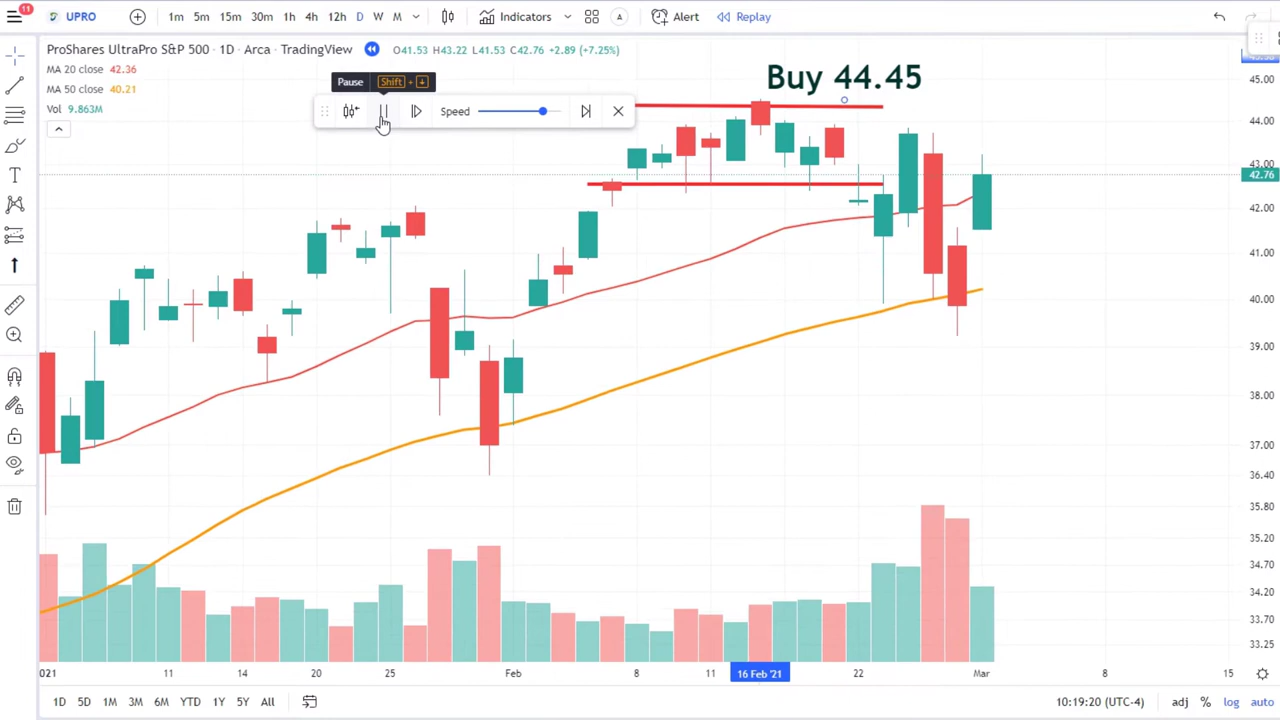 11
UPRO 1m 5m 15m 30m 1h 4h 12h D W M Indicators A Alert Replay
ProShares UltraPro S&P 500 · 1D · Arca · TradingView O41.53 H43.22 L41.53 C42.76 +2.89 (+7.25%)
MA 20 close 42.36
MA 50 close 40.21
Vol 9.863M
Pause Shift + ↓
Speed
Buy 44.45
45.00
44.00
43.00
42.76
42.00
41.00
40.00
39.00
38.00
37.00
36.40
35.80
35.20
34.70
34.20
33.70
33.25
021 11 14 20 25 Feb 8 11 16 Feb '21 22 Mar 8 15
1D 5D 1M 3M 6M YTD 1Y 5Y All 10:19:20 (UTC-4) adj % log auto